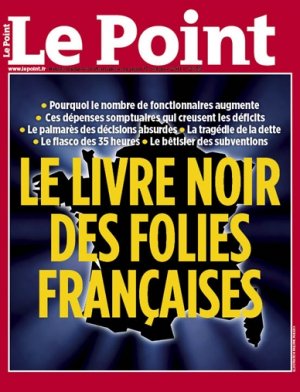 Le Point
Le Point
www.lepoint.fr
● Pourquoi le nombre de fonctionnaires augmente
● Ces dépenses somptuaires qui creusent les déficits
● Le palmarès des décisions absurdes ● La tragédie de la dette
● Le fiasco des 35 heures ● Le bêtisier des subventions
LE LIVRE NOIR
DES FOLIES
FRANÇAISES